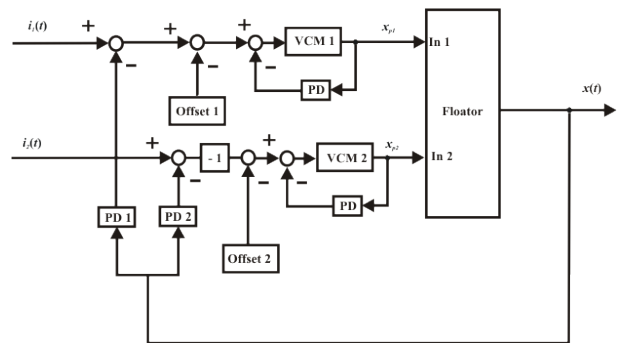 i₁(t)
+
+
+
+
VCM 1
xₚ₁
In 1
−
−
−
PD
Offset 1
Floator
x(t)
i₂(t)
+
- 1
+
+
VCM 2
xₚ₂
In 2
−
−
−
PD
PD 1
PD 2
Offset 2